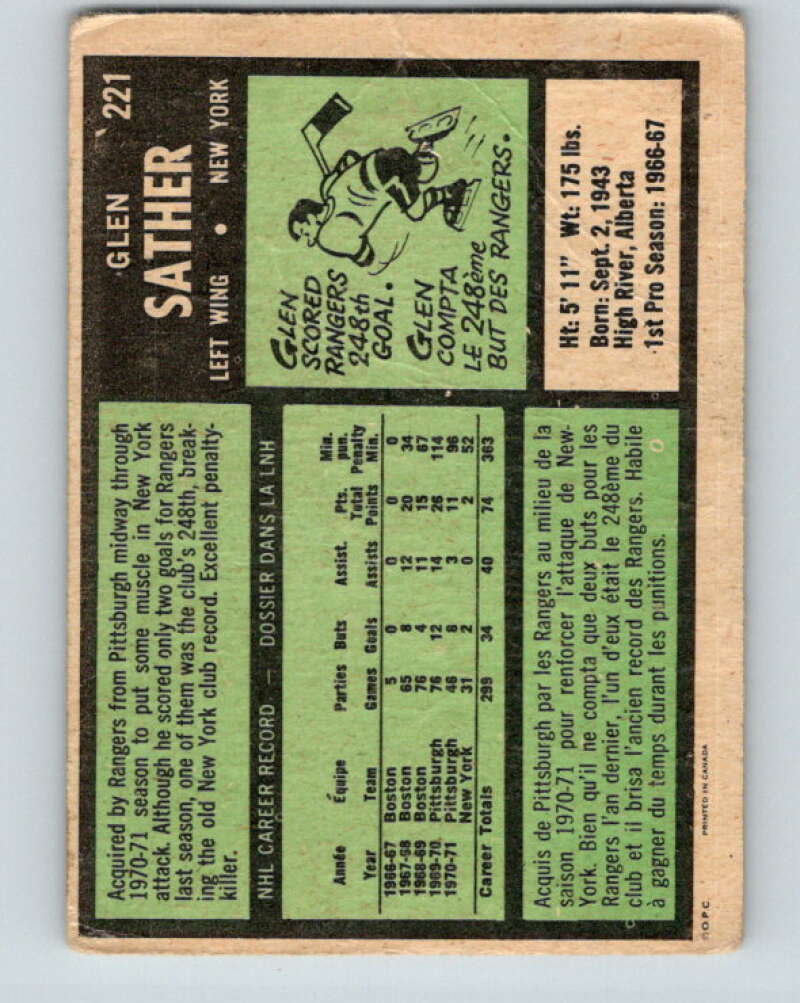 GLEN 221
SATHER
LEFT WING • NEW YORK
Acquired by Rangers from Pittsburgh midway through
1970-71 season to put some muscle in New York
attack. Although he scored only two goals for Rangers
last season, one of them was the club's 248th, break-
ing the old New York club record. Excellent penalty-
killer.
GLEN
SCORED
RANGERS
248th
GOAL.
GLEN
COMPTA
LE 248ème
BUT DES RANGERS.
NHL CAREER RECORD — DOSSIER DANS LA LNH
Année Équipe Parties Buts Assist. Pts. Min. pun.
Year Team Games Goals Assists Total Points Penalty Min.
1966-67 Boston 5 0 0 0 0
1967-68 Boston 65 8 12 20 34
1968-69 Boston 76 4 11 15 67
1969-70 Pittsburgh 76 12 14 26 114
1970-71 Pittsburgh 46 8 3 11 96
New York 31 2 0 2 52
Career Totals 299 34 40 74 363
Ht: 5' 11" Wt: 175 lbs.
Born: Sept. 2, 1943
High River, Alberta
1st Pro Season: 1966-67
Acquis de Pittsburgh par les Rangers au milieu de la
saison 1970-71 pour renforcer l'attaque de New-
York. Bien qu'il ne compta que deux buts pour les
Rangers l'an dernier, l'un d'eux était le 248ème du
club et il brisa l'ancien record des Rangers. Habile
à gagner du temps durant les punitions.
©O.P.C. PRINTED IN CANADA